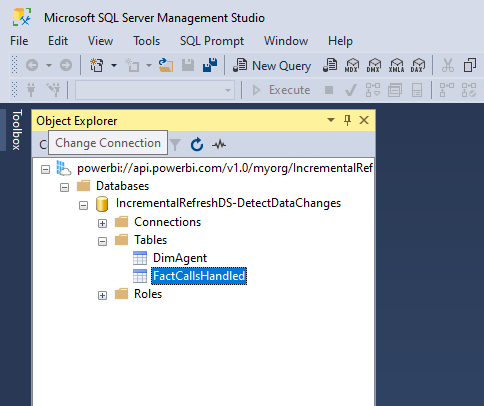 Microsoft SQL Server Management Studio
File Edit View Tools SQL Prompt Window Help
New Query MDX DMX XMLA DAX
Execute
Toolbox
Object Explorer
C
Change Connection
powerbi://api.powerbi.com/v1.0/myorg/IncrementalRef
Databases
IncrementalRefreshDS-DetectDataChanges
Connections
Tables
DimAgent
FactCallsHandled
Roles